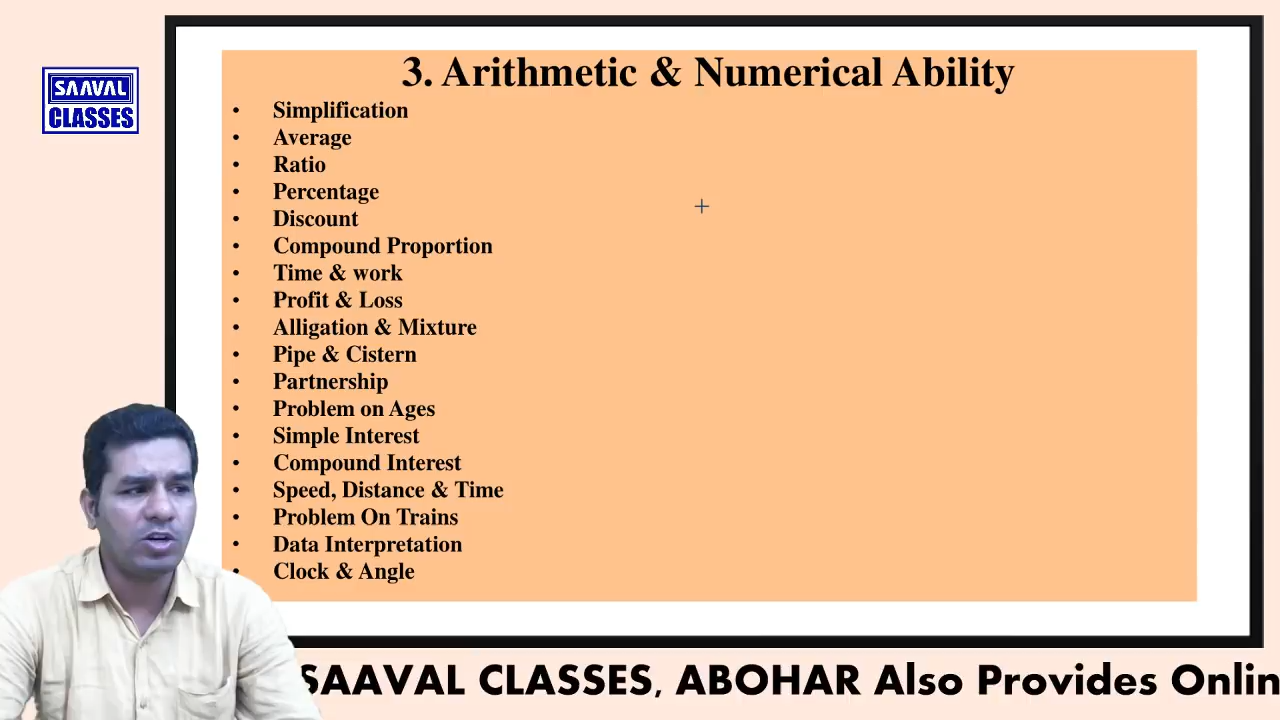 SAAVAL
CLASSES
3. Arithmetic & Numerical Ability
• Simplification
• Average
• Ratio
• Percentage
• Discount
• Compound Proportion
• Time & work
• Profit & Loss
• Alligation & Mixture
• Pipe & Cistern
• Partnership
• Problem on Ages
• Simple Interest
• Compound Interest
• Speed, Distance & Time
• Problem On Trains
• Data Interpretation
• Clock & Angle
SAAVAL CLASSES, ABOHAR Also Provides Onlin